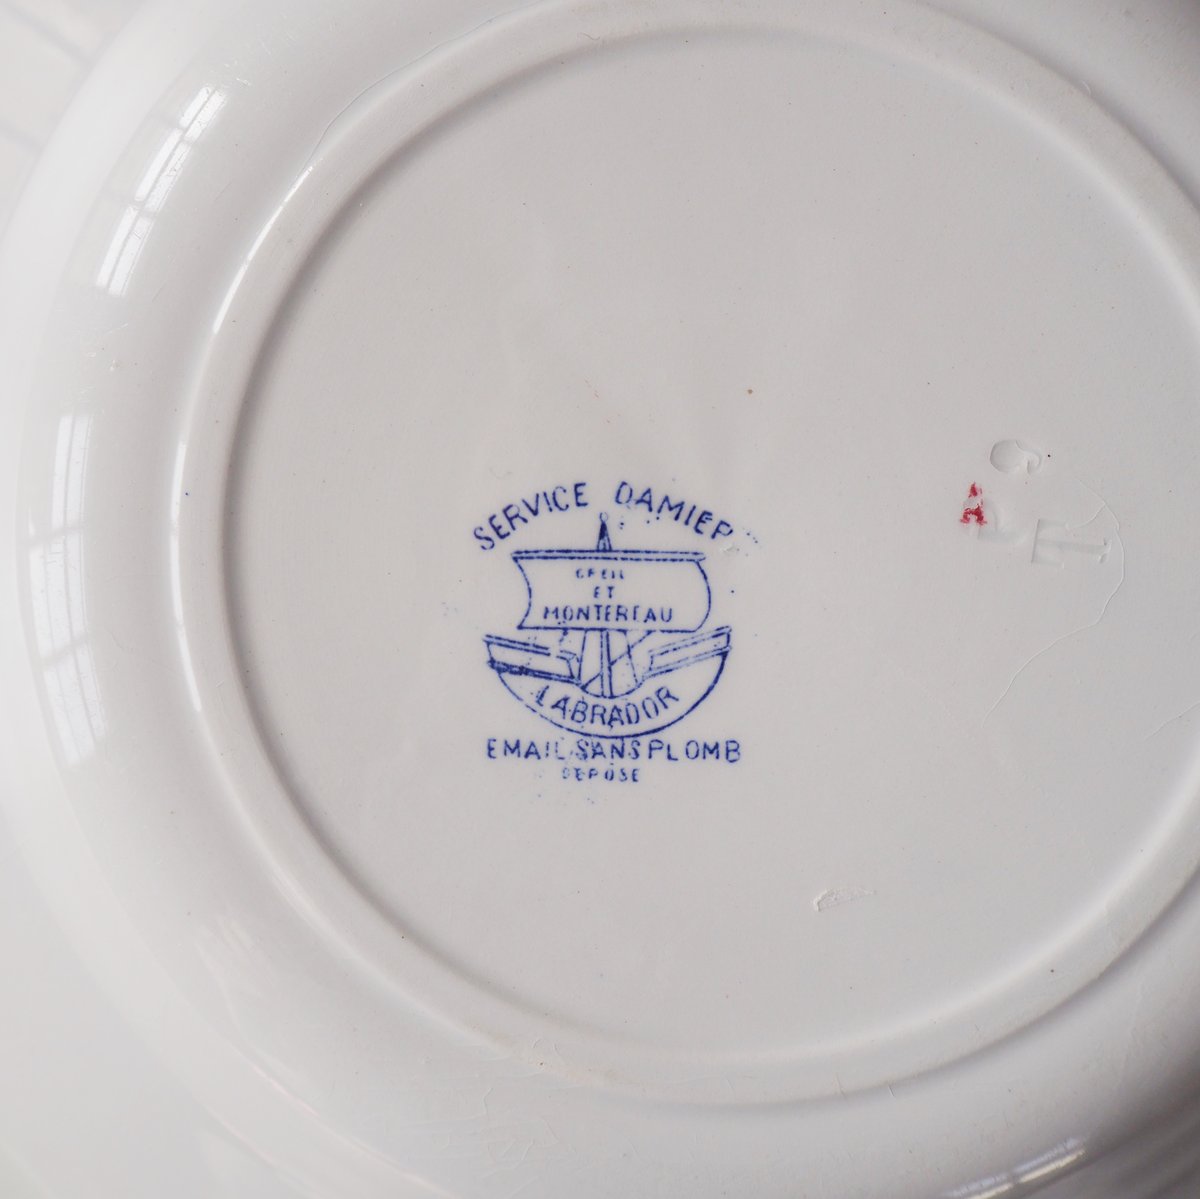 SERVICE DAMIER
CREIL
ET
MONTEREAU
LABRADOR
EMAIL SANS PLOMB
DEPOSE
A